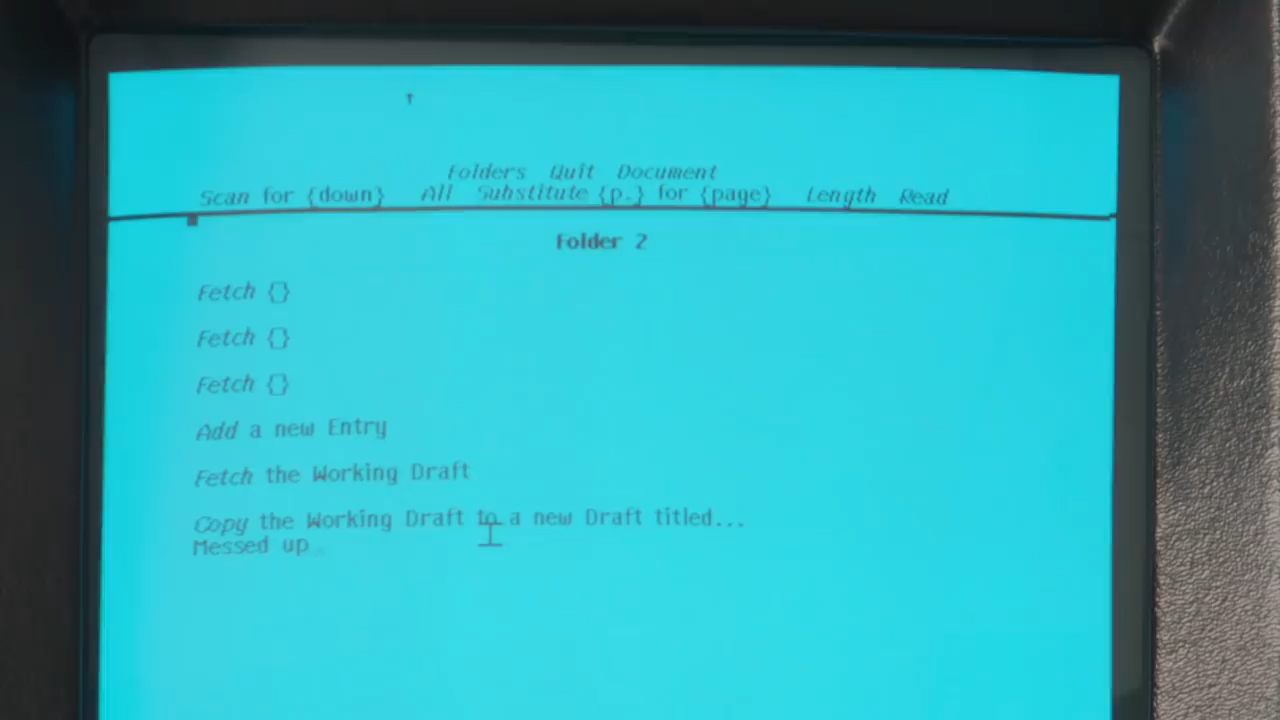 Folders Quit Document
Scan for {down} All Substitute {p.} for {page} Length Read
Folder 2
Fetch {}
Fetch {}
Fetch {}
Add a new Entry
Fetch the Working Draft
Copy the Working Draft to a new Draft titled...
Messed up